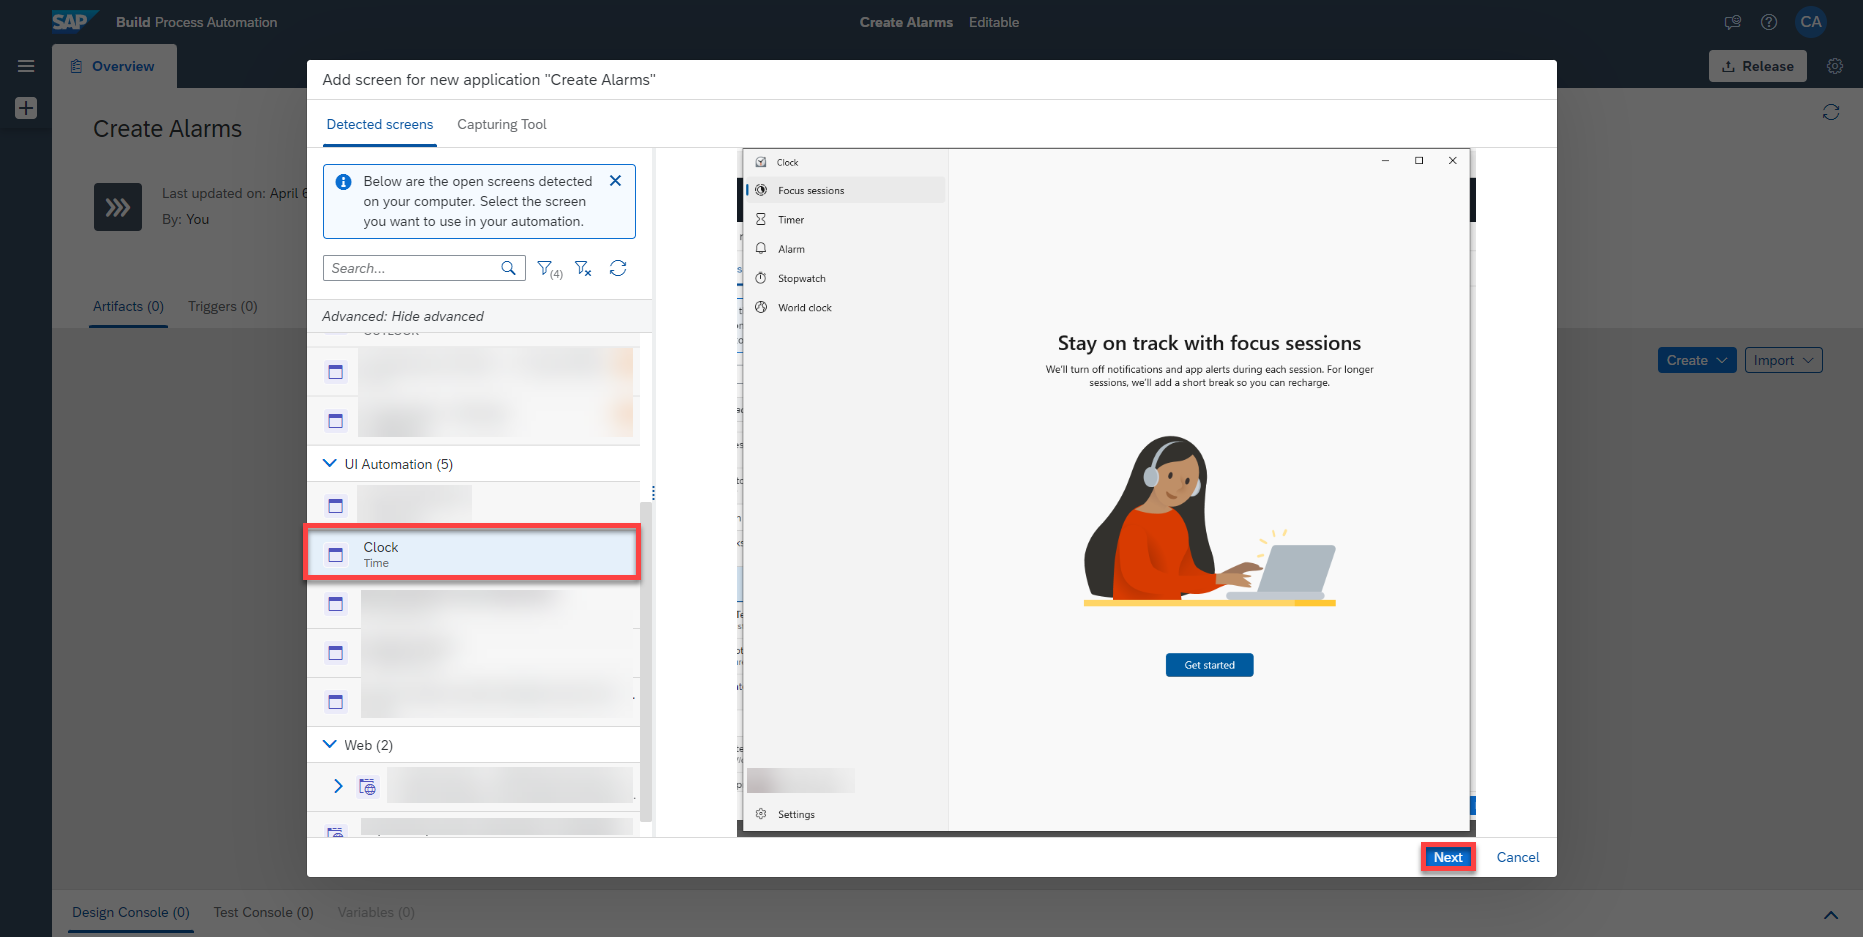 SAP Build Process Automation
Create Alarms Editable
CA
Overview
Release
Create Alarms
Last updated on: April 6
By: You
Artifacts (0) Triggers (0)
Create Import
Add screen for new application "Create Alarms"
Detected screens Capturing Tool
Below are the open screens detected
on your computer. Select the screen
you want to use in your automation.
Search...
(4)
Advanced: Hide advanced
OUTLOOK
UI Automation (5)
Clock
Time
Web (2)
Clock
Focus sessions
Timer
Alarm
Stopwatch
World clock
Stay on track with focus sessions
We'll turn off notifications and app alerts during each session. For longer
sessions, we'll add a short break so you can recharge.
Get started
Settings
Next Cancel
Design Console (0) Test Console (0) Variables (0)